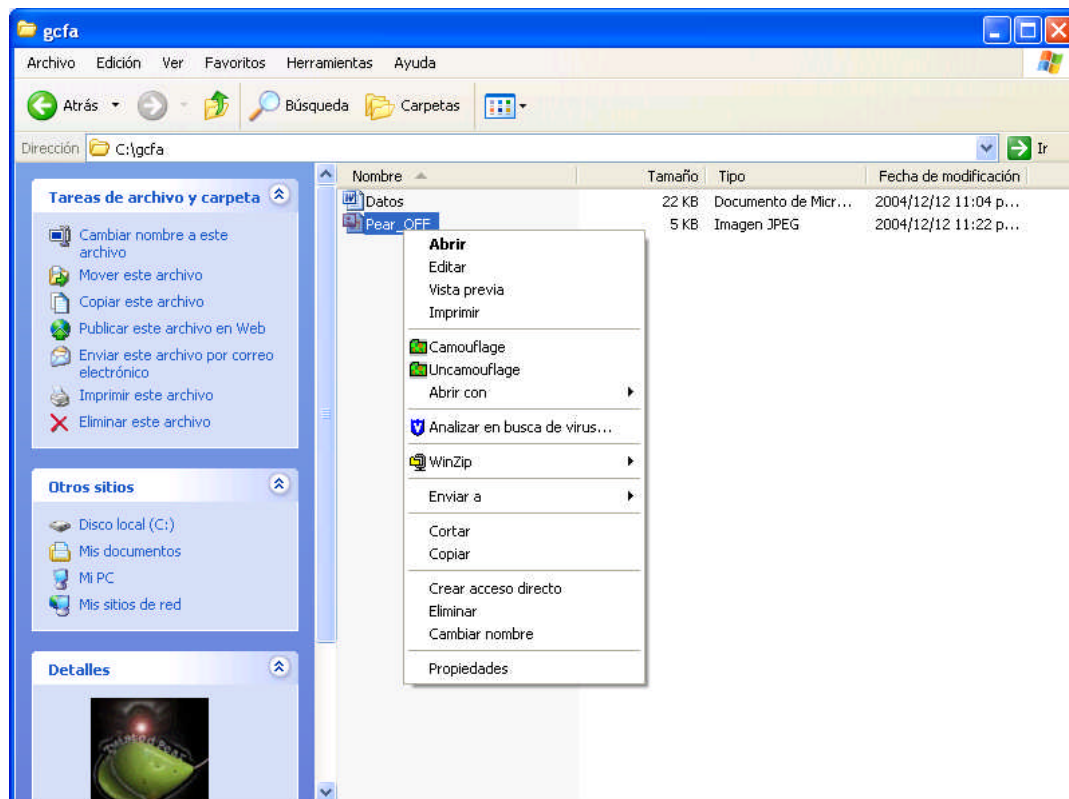 gcfa
Archivo Edición Ver Favoritos Herramientas Ayuda
Atrás Búsqueda Carpetas
Dirección C:\gcfa Ir
Tareas de archivo y carpeta
Cambiar nombre a este
archivo
Mover este archivo
Copiar este archivo
Publicar este archivo en Web
Enviar este archivo por correo
electrónico
Imprimir este archivo
Eliminar este archivo
Otros sitios
Disco local (C:)
Mis documentos
Mi PC
Mis sitios de red
Detalles
Nombre Tamaño Tipo Fecha de modificación
Datos 22 KB Documento de Micr... 2004/12/12 11:04 p...
Pear_OFF 5 KB Imagen JPEG 2004/12/12 11:22 p...
Abrir
Editar
Vista previa
Imprimir
Camouflage
Uncamouflage
Abrir con
Analizar en busca de virus...
WinZip
Enviar a
Cortar
Copiar
Crear acceso directo
Eliminar
Cambiar nombre
Propiedades